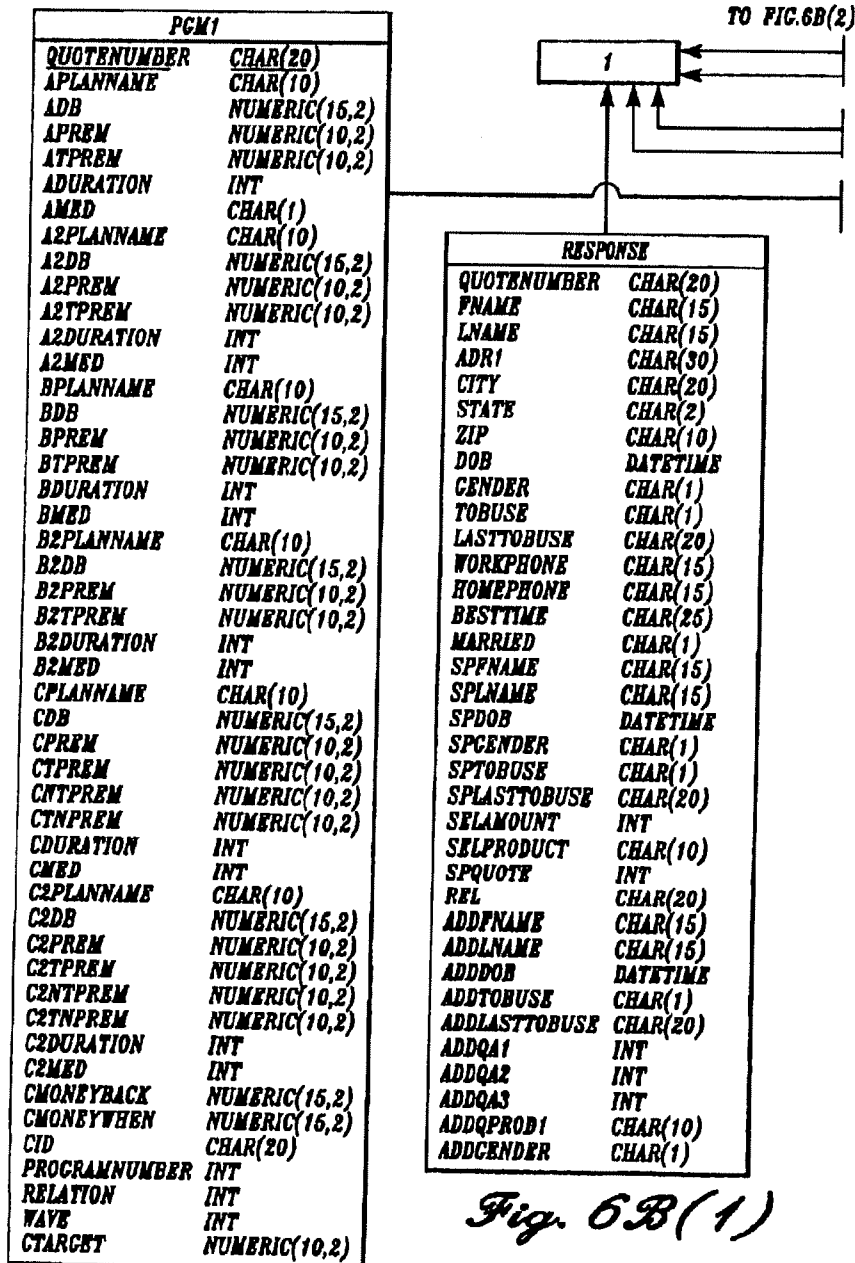 TO FIG.6B(2)
PGM1
QUOTENUMBER CHAR(20)
APLANNAME CHAR(10)
ADB NUMERIC(15,2)
APREM NUMERIC(10,2)
ATPREM NUMERIC(10,2)
ADURATION INT
AMED CHAR(1)
A2PLANNAME CHAR(10)
A2DB NUMERIC(15,2)
A2PREM NUMERIC(10,2)
A2TPREM NUMERIC(10,2)
A2DURATION INT
A2MED INT
BPLANNAME CHAR(10)
BDB NUMERIC(15,2)
BPREM NUMERIC(10,2)
BTPREM NUMERIC(10,2)
BDURATION INT
BMED INT
B2PLANNAME CHAR(10)
B2DB NUMERIC(15,2)
B2PREM NUMERIC(10,2)
B2TPREM NUMERIC(10,2)
B2DURATION INT
B2MED INT
CPLANNAME CHAR(10)
CDB NUMERIC(15,2)
CPREM NUMERIC(10,2)
CTPREM NUMERIC(10,2)
CNTPREM NUMERIC(10,2)
CTNPREM NUMERIC(10,2)
CDURATION INT
CMED INT
C2PLANNAME CHAR(10)
C2DB NUMERIC(15,2)
C2PREM NUMERIC(10,2)
C2TPREM NUMERIC(10,2)
C2NTPREM NUMERIC(10,2)
C2TNPREM NUMERIC(10,2)
C2DURATION INT
C2MED INT
CMONEYBACK NUMERIC(15,2)
CMONEYWHEN NUMERIC(15,2)
CID CHAR(20)
PROGRAMNUMBER INT
RELATION INT
WAVE INT
CTARGET NUMERIC(10,2)
1
RESPONSE
QUOTENUMBER CHAR(20)
FNAME CHAR(15)
LNAME CHAR(15)
ADR1 CHAR(30)
CITY CHAR(20)
STATE CHAR(2)
ZIP CHAR(10)
DOB DATETIME
GENDER CHAR(1)
TOBUSE CHAR(1)
LASTTOBUSE CHAR(20)
WORKPHONE CHAR(15)
HOMEPHONE CHAR(15)
BESTTIME CHAR(25)
MARRIED CHAR(1)
SPFNAME CHAR(15)
SPLNAME CHAR(15)
SPDOB DATETIME
SPGENDER CHAR(1)
SPTOBUSE CHAR(1)
SPLASTTOBUSE CHAR(20)
SELAMOUNT INT
SELPRODUCT CHAR(10)
SPQUOTE INT
REL CHAR(20)
ADDFNAME CHAR(15)
ADDLNAME CHAR(15)
ADDDOB DATETIME
ADDTOBUSE CHAR(1)
ADDLASTTOBUSE CHAR(20)
ADDQA1 INT
ADDQA2 INT
ADDQA3 INT
ADDQPROD1 CHAR(10)
ADDGENDER CHAR(1)
Fig. 6B(1)